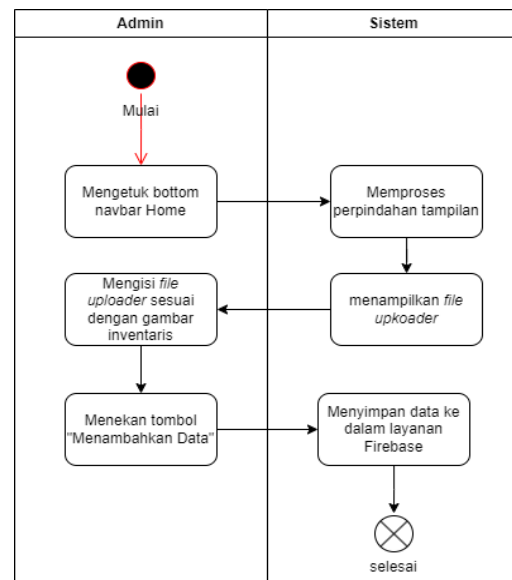 Admin
Sistem
Mulai
Mengetuk bottom
navbar Home
Memproses
perpindahan tampilan
Mengisi file
uploader sesuai
dengan gambar
inventaris
menampilkan file
upkoader
Menekan tombol
"Menambahkan Data"
Menyimpan data ke
dalam layanan
Firebase
selesai